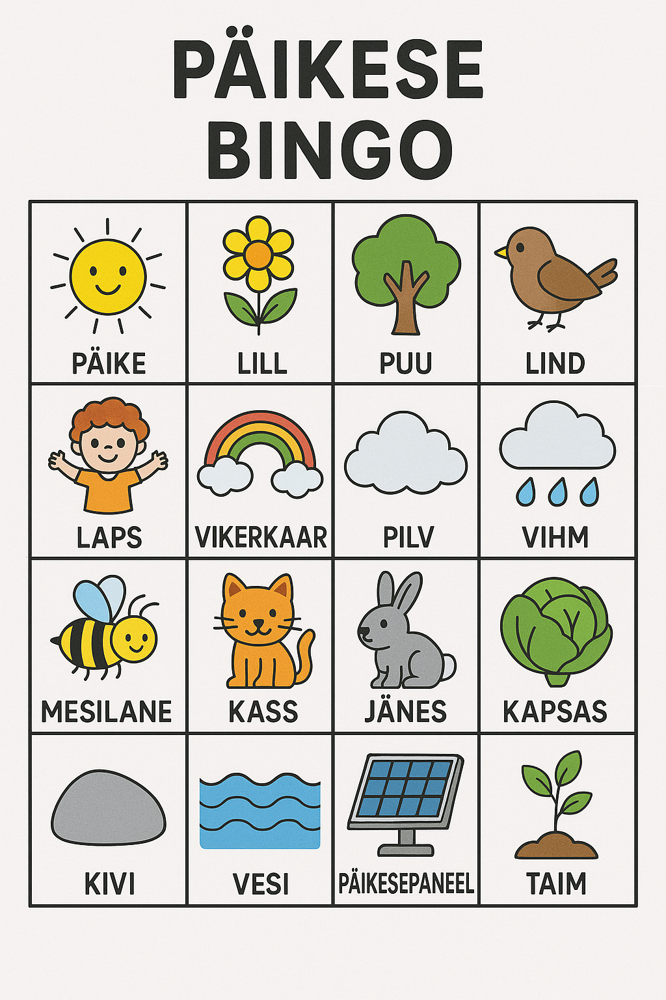 PÄIKESE
BINGO
PÄIKE
LILL
PUU
LIND
LAPS
VIKERKAAR
PILV
VIHM
MESILANE
KASS
JÄNES
KAPSAS
KIVI
VESI
PÄIKESEPANEEL
TAIM